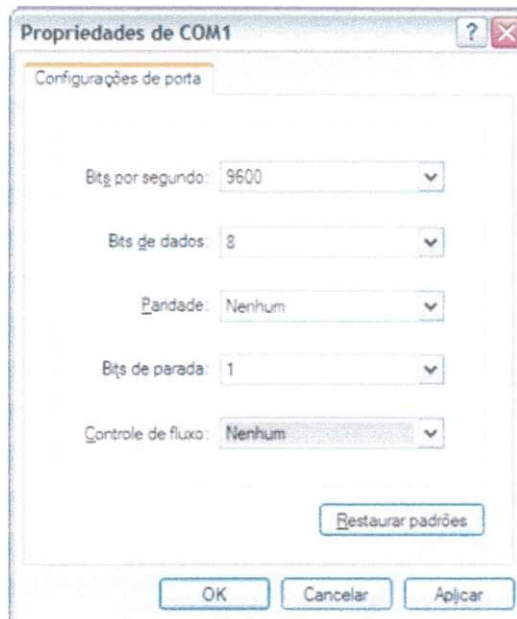 Propriedades de COM1
?
Configurações de porta
Bits por segundo: 9600
Bits de dados: 8
Paridade: Nenhum
Bits de parada: 1
Controle de fluxo: Nenhum
Restaurar padrões
OK Cancelar Aplicar